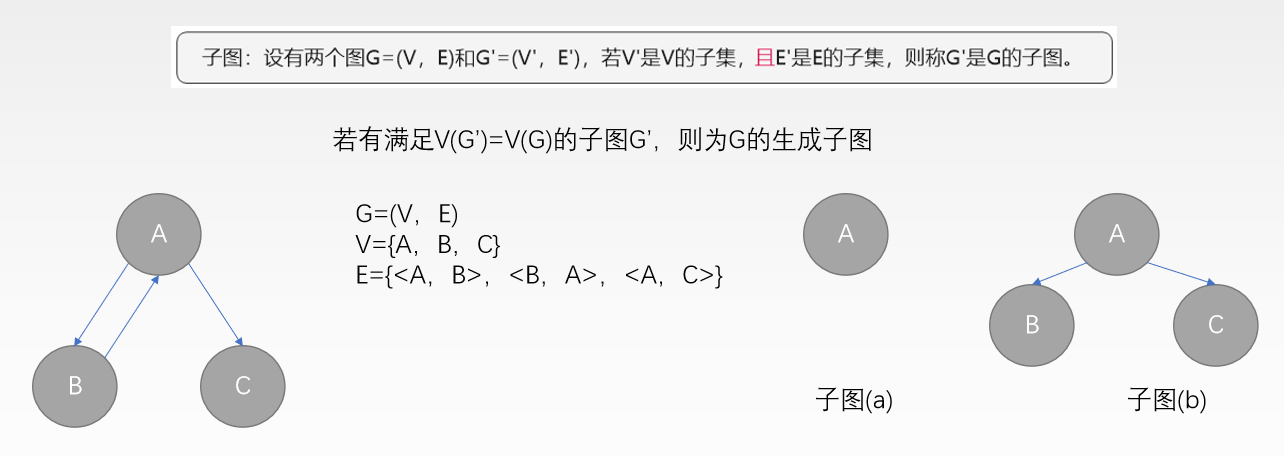 子图：设有两个图G=(V，E)和G'=(V'，E')，若V'是V的子集，且E'是E的子集，则称G'是G的子图。
若有满足V(G’)=V(G)的子图G’，则为G的生成子图
G=(V，E)
V={A，B，C}
E={<A，B>，<B，A>，<A，C>}
A
B
C
A
子图(a)
A
B
C
子图(b)